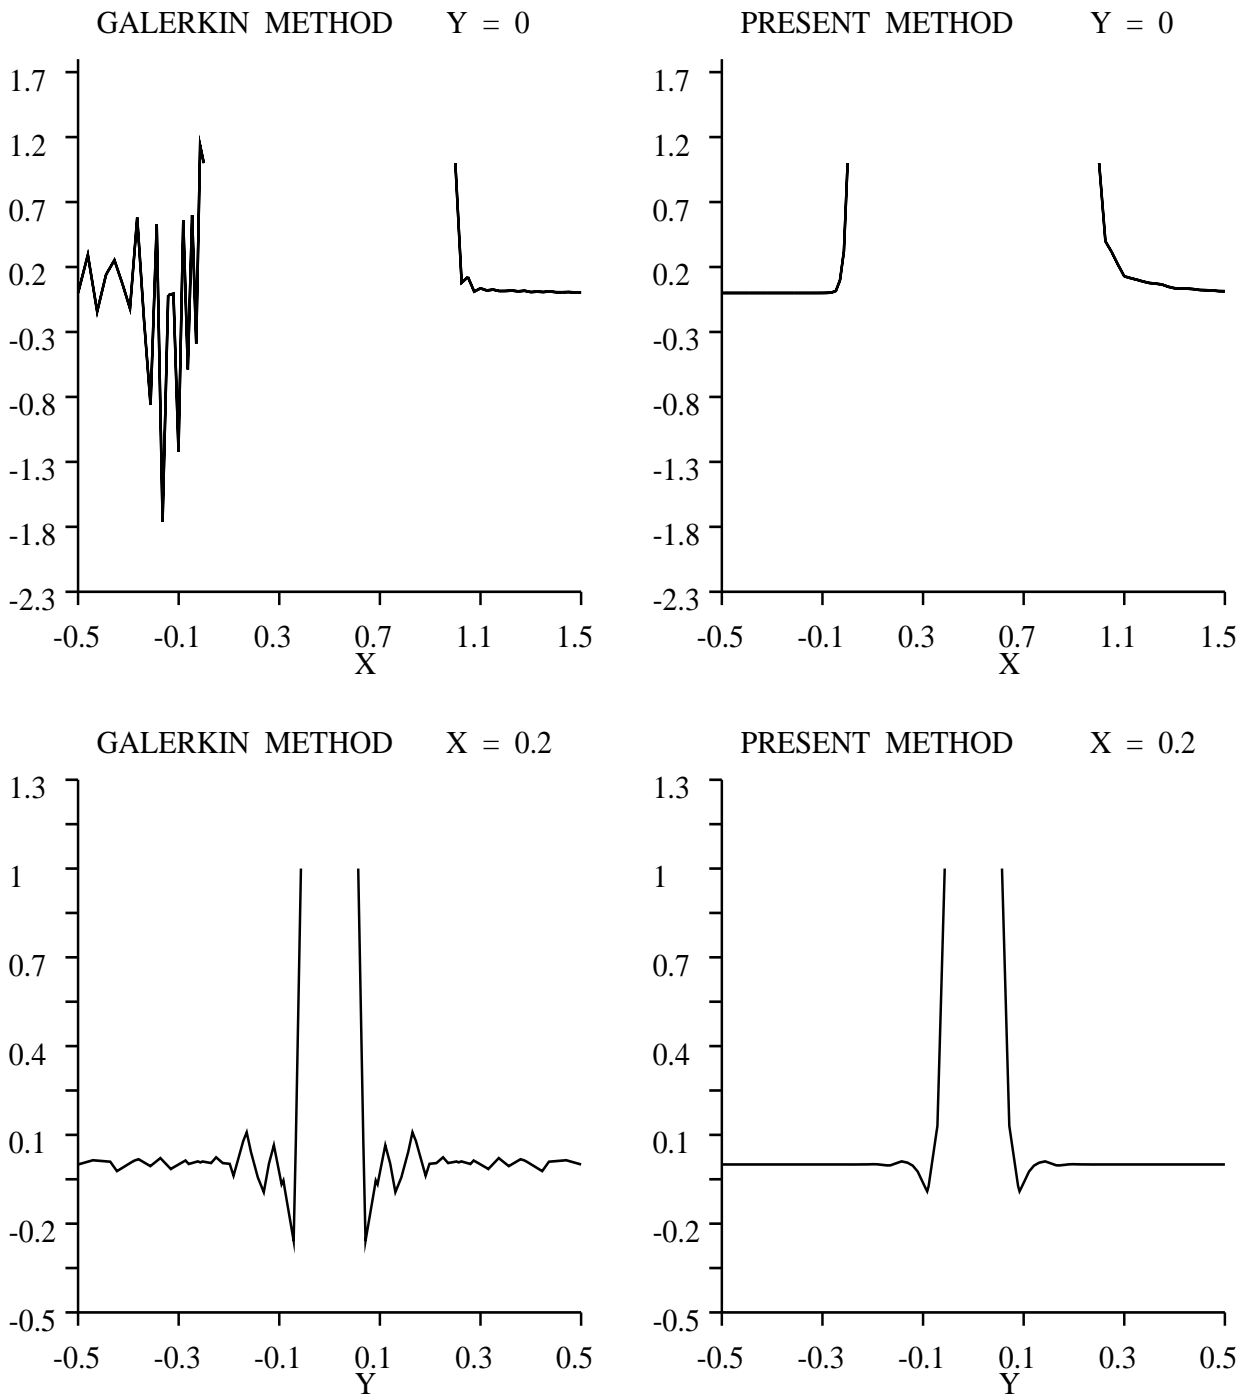 GALERKIN METHOD Y = 0
1.7
1.2
0.7
0.2
-0.3
-0.8
-1.3
-1.8
-2.3
-0.5 -0.1 0.3 0.7 1.1 1.5
X
PRESENT METHOD Y = 0
1.7
1.2
0.7
0.2
-0.3
-0.8
-1.3
-1.8
-2.3
-0.5 -0.1 0.3 0.7 1.1 1.5
X
GALERKIN METHOD X = 0.2
1.3
1
0.7
0.4
0.1
-0.2
-0.5
-0.5 -0.3 -0.1 0.1 0.3 0.5
Y
PRESENT METHOD X = 0.2
1.3
1
0.7
0.4
0.1
-0.2
-0.5
-0.5 -0.3 -0.1 0.1 0.3 0.5
Y